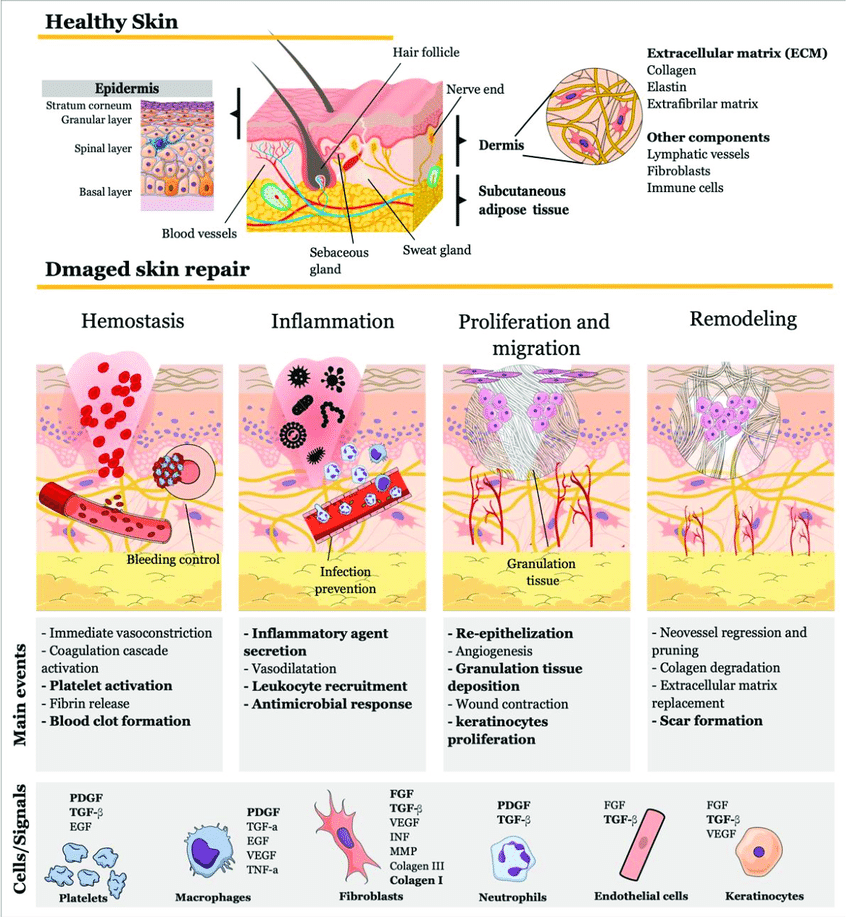 Healthy Skin
Hair follicle
Epidermis
Stratum corneum
Granular layer
Spinal layer
Basal layer
Blood vessels
Sebaceous
gland
Sweat gland
Nerve end
Dermis
Subcutaneous
adipose tissue
Extracellular matrix (ECM)
Collagen
Elastin
Extrafibrilar matrix
Other components
Lymphatic vessels
Fibroblasts
Immune cells
Dmaged skin repair
Hemostasis
Inflammation
Proliferation and
migration
Remodeling
Bleeding control
Infection
prevention
Granulation
tissue
Main events
- Immediate vasoconstriction
- Coagulation cascade
activation
- Platelet activation
- Fibrin release
- Blood clot formation
- Inflammatory agent
secretion
- Vasodilatation
- Leukocyte recruitment
- Antimicrobial response
- Re-epithelization
- Angiogenesis
- Granulation tissue
deposition
- Wound contraction
- keratinocytes
proliferation
- Neovessel regression and
pruning
- Colagen degradation
- Extracellular matrix
replacement
- Scar formation
Cells/Signals
PDGF
TGF-β
EGF
Platelets
PDGF
TGF-a
EGF
VEGF
TNF-a
Macrophages
FGF
TGF-β
VEGF
INF
MMP
Colagen III
Colagen I
Fibroblasts
PDGF
TGF-β
Neutrophils
FGF
TGF-β
Endothelial cells
FGF
TGF-β
VEGF
Keratinocytes